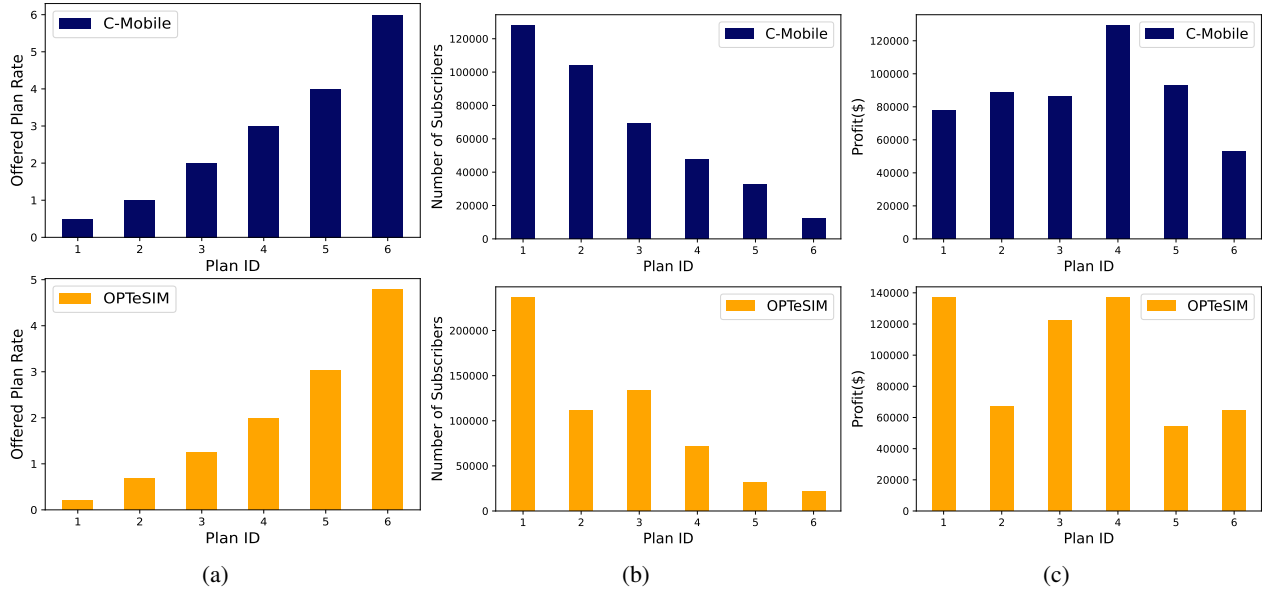 C-Mobile
Offered Plan Rate
6
5
4
3
2
1
0
1 2 3 4 5 6
Plan ID
C-Mobile
Number of Subscribers
120000
100000
80000
60000
40000
20000
0
1 2 3 4 5 6
Plan ID
C-Mobile
Profit($)
120000
100000
80000
60000
40000
20000
0
1 2 3 4 5 6
Plan ID
OPTeSIM
Offered Plan Rate
5
4
3
2
1
0
1 2 3 4 5 6
Plan ID
OPTeSIM
Number of Subscribers
200000
150000
100000
50000
0
1 2 3 4 5 6
Plan ID
OPTeSIM
Profit($)
140000
120000
100000
80000
60000
40000
20000
0
1 2 3 4 5 6
Plan ID
(a) (b) (c)